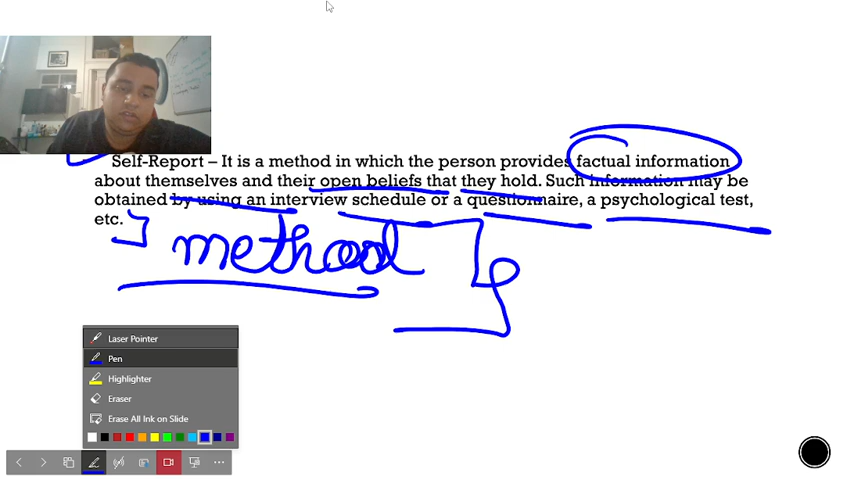 Self-Report – It is a method in which the person provides factual information
about themselves and their open beliefs that they hold. Such information may be
obtained by using an interview schedule or a questionnaire, a psychological test,
etc.
method
Laser Pointer
Pen
Highlighter
Eraser
Erase All Ink on Slide